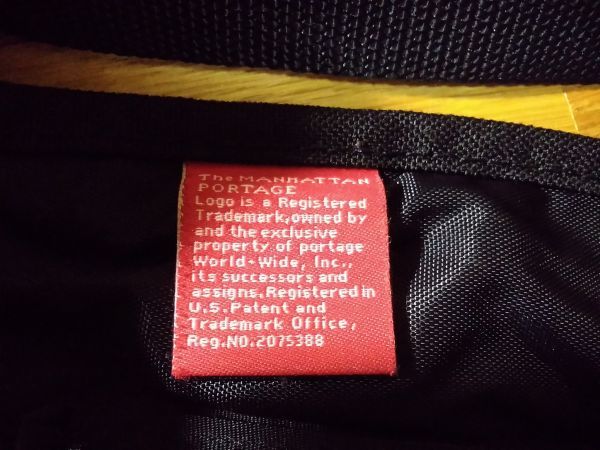 The MANHATTAN
PORTAGE
Logo is a Registered
Trademark,owned by
and the exclusive
property of portage
World-Wide, Inc.,
its successors and
assigns.Registered in
U.S.Patent and
Trademark Office,
Reg.NO.2075388